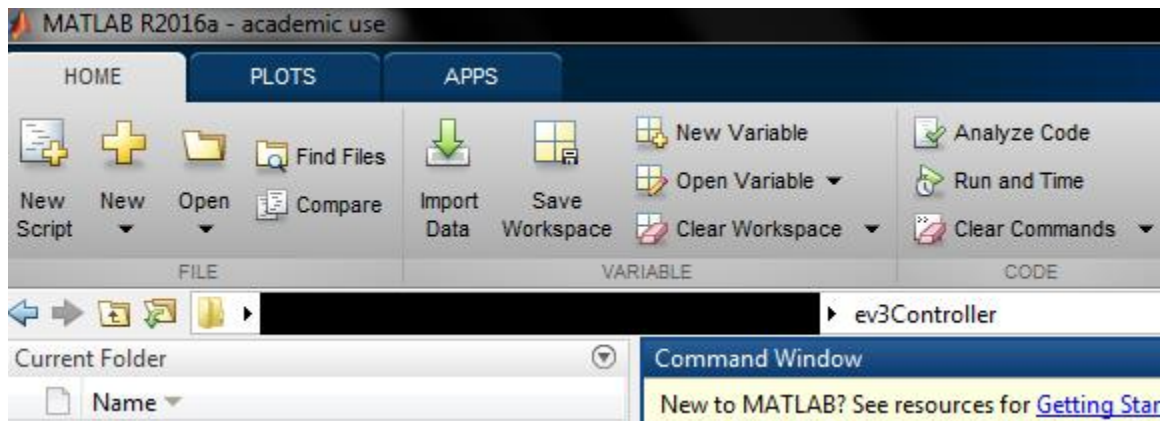 MATLAB R2016a - academic use
HOME PLOTS APPS
New Script
New
Open
Find Files
Compare
Import Data
Save Workspace
New Variable
Open Variable
Clear Workspace
Analyze Code
Run and Time
Clear Commands
FILE VARIABLE CODE
ev3Controller
Current Folder
Name
Command Window
New to MATLAB? See resources for Getting Star